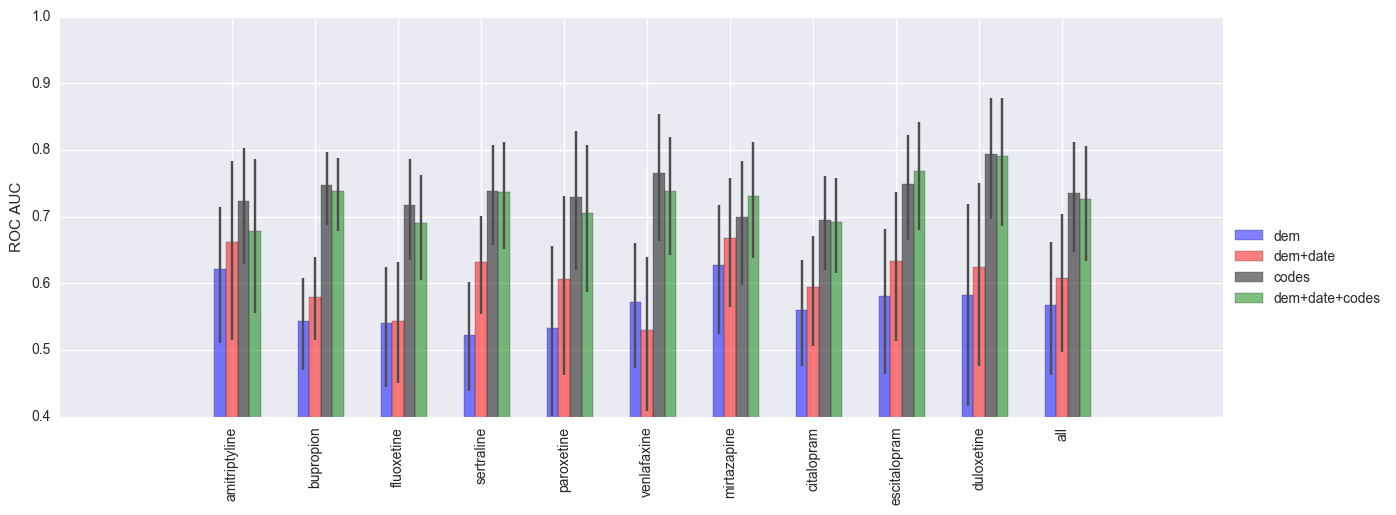 1.0
0.9
0.8
0.7
0.6
0.5
0.4
ROC AUC
amitriptyline
bupropion
fluoxetine
sertraline
paroxetine
venlafaxine
mirtazapine
citalopram
escitalopram
duloxetine
all
dem
dem+date
codes
dem+date+codes